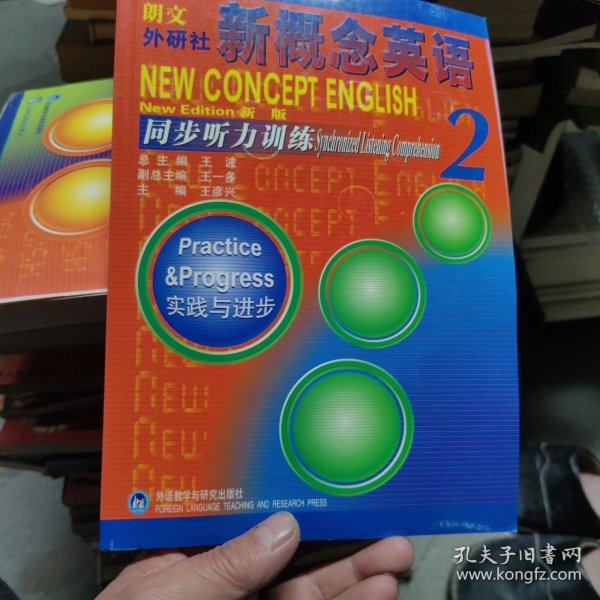 朗文
外研社
新概念英语
NEW CONCEPT ENGLISH
New Edition 新 版
同步听力训练 Synchronized Listening Comprehension
2
总 主 编 王 波
副总主编 王一多
主 编 王彦兴
Practice
&Progress
实践与进步
外语教学与研究出版社
FOREIGN LANGUAGE TEACHING AND RESEARCH PRESS
孔夫子旧书网
www.kongfz.com